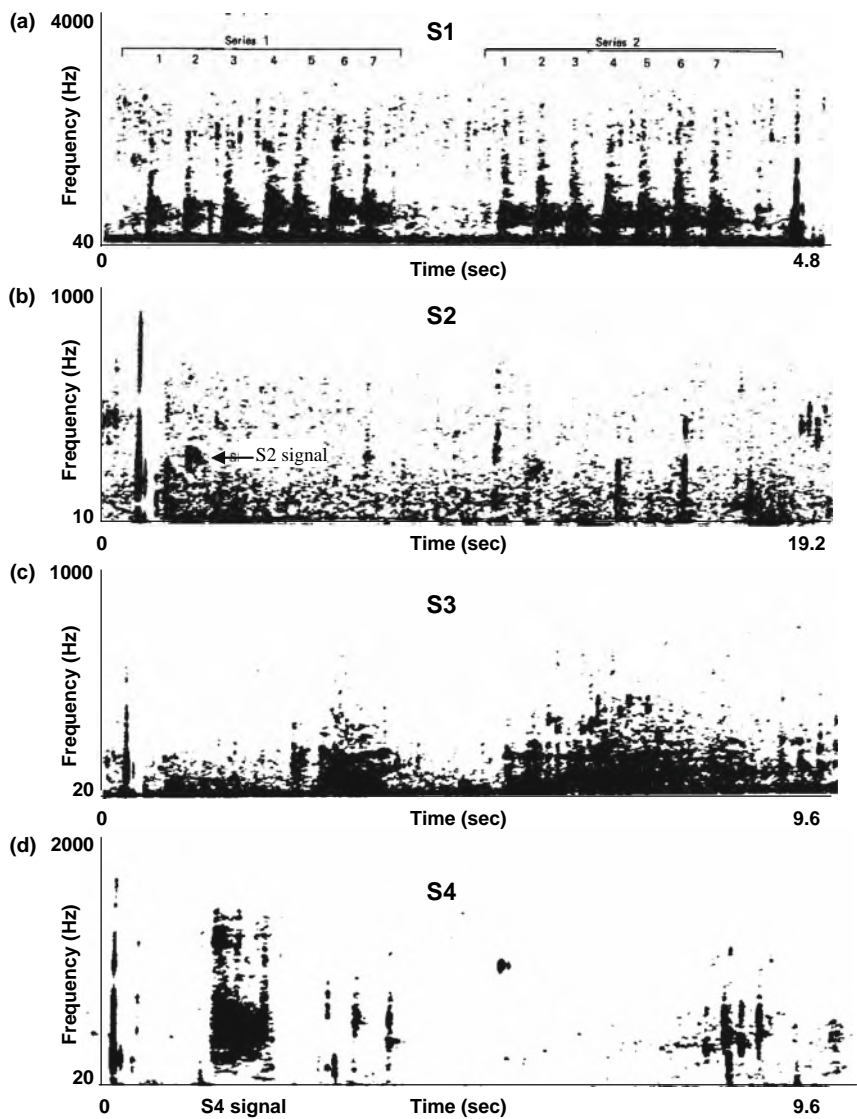 (a)
4000
S1
Series 1
Series 2
1 2 3 4 5 6 7
1 2 3 4 5 6 7
Frequency (Hz)
40
0
Time (sec)
4.8
(b)
1000
S2
Frequency (Hz)
S2 signal
10
0
Time (sec)
19.2
(c)
1000
S3
Frequency (Hz)
20
0
Time (sec)
9.6
(d)
2000
S4
Frequency (Hz)
20
0
S4 signal
Time (sec)
9.6